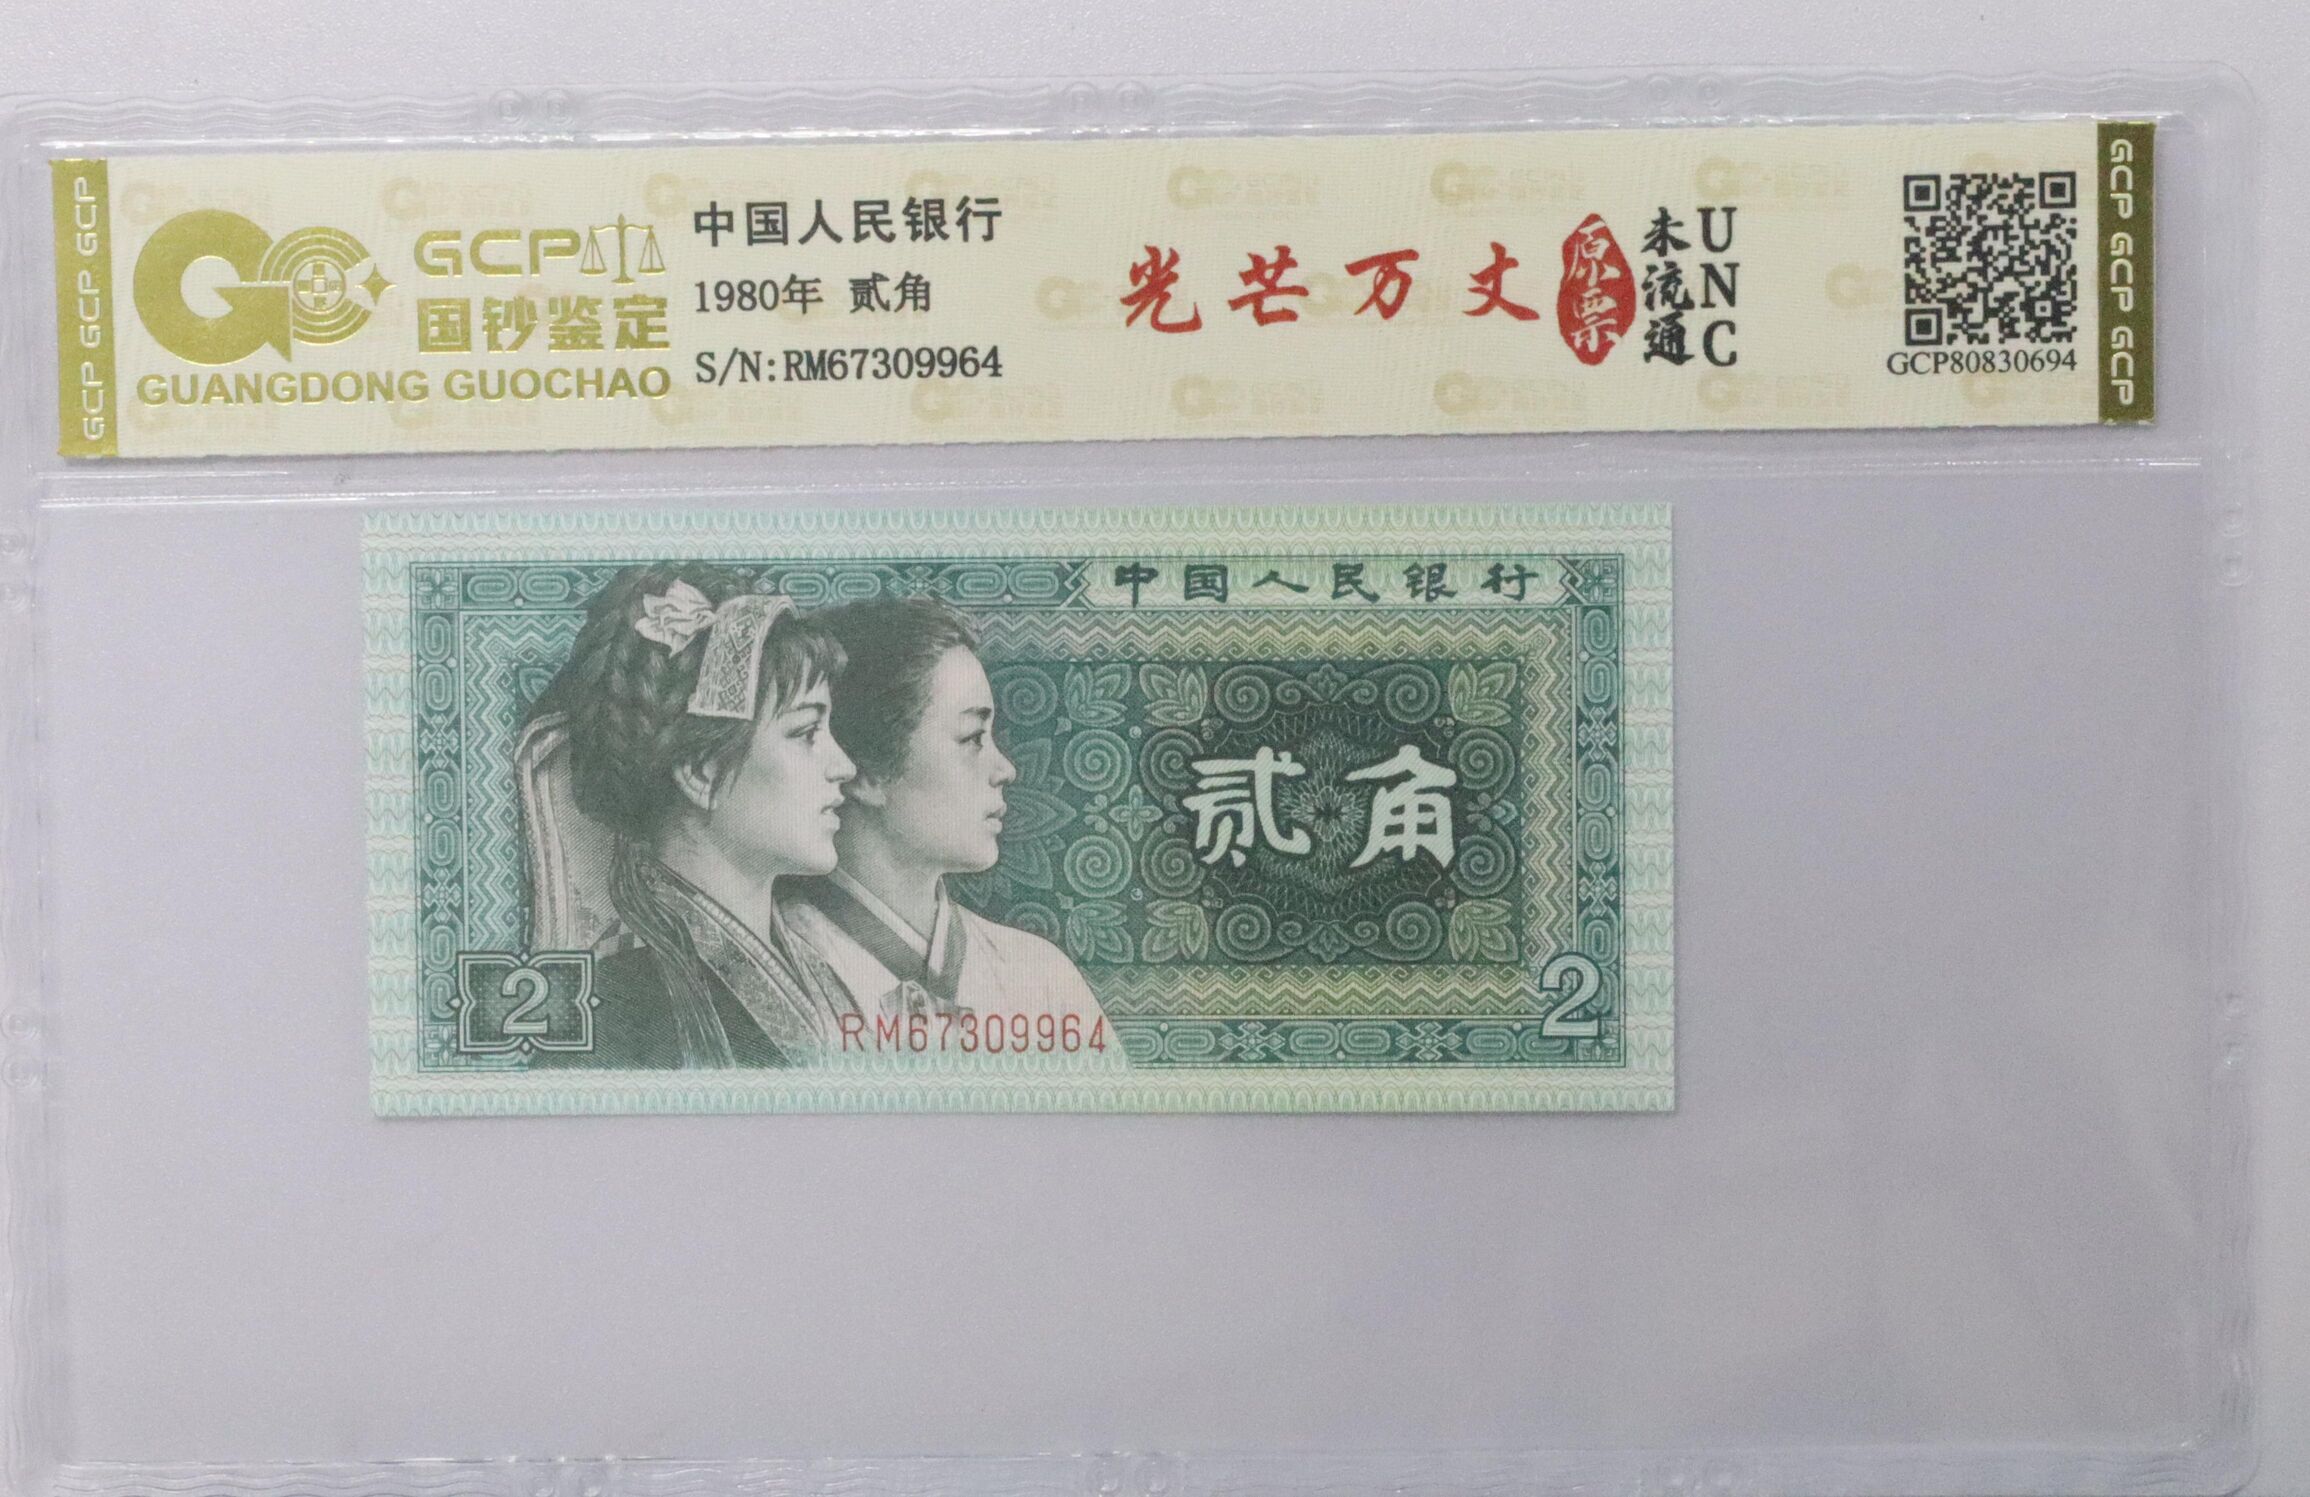 GCP GCP GCP
GCP
国钞鉴定
GUANGDONG GUOCHAO
中国人民银行
1980年 贰角
S/N:RM67309964
光芒万丈
原票
未流通
UNC
GCP80830694
GCP GCP GCP
中国人民银行
贰角
2
RM67309964
2